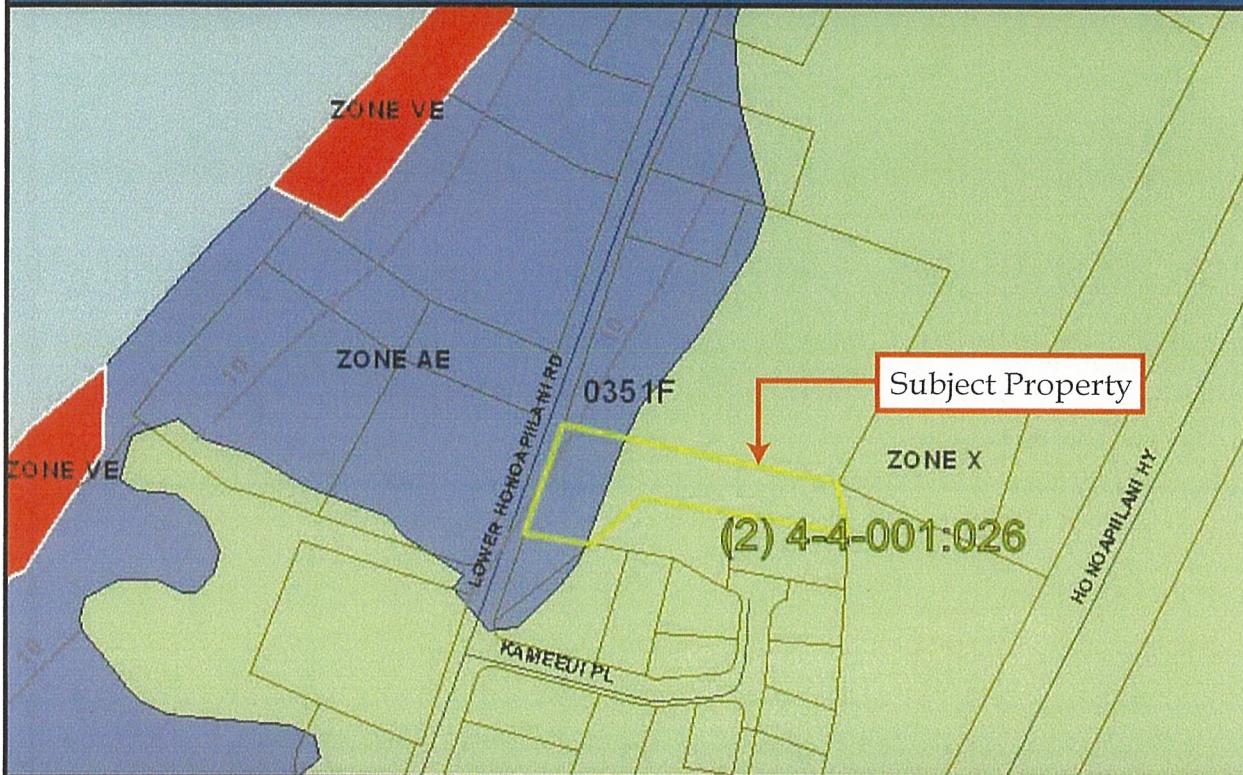 ZONE VE
ZONE AE
10
10
LOWER HONOAPIILANI RD
0351F
Subject Property
ZONE VE
ZONE X
(2) 4-4-001:026
HONOAPIILANI HY
10
KAMEEUI PL